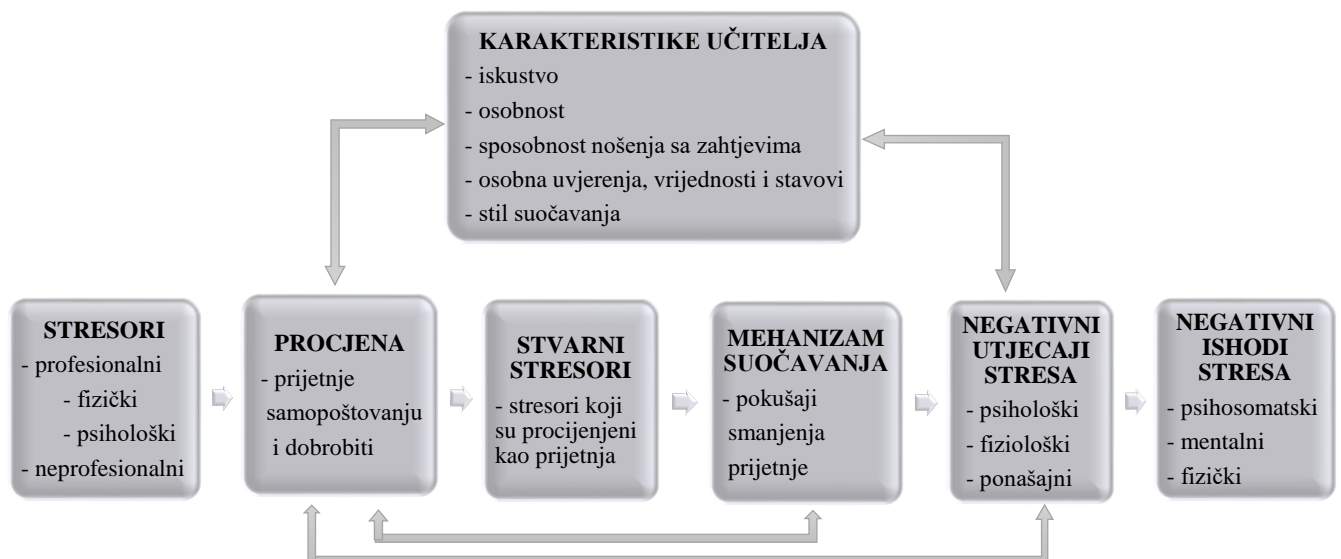 KARAKTERISTIKE UČITELJA
- iskustvo
- osobnost
- sposobnost nošenja sa zahtjevima
- osobna uvjerenja, vrijednosti i stavovi
- stil suočavanja
STRESORI
- profesionalni
- fizički
- psihološki
- neprofesionalni
PROCJENA
- prijetnje
samopoštovanju
i dobrobiti
STVARNI
STRESORI
- stresori koji
su procijenjeni
kao prijetnja
MEHANIZAM
SUOČAVANJA
- pokušaji
smanjenja
prijetnje
NEGATIVNI
UTJECAJI
STRESA
- psihološki
- fiziološki
- ponašajni
NEGATIVNI
ISHODI
STRESA
- psihosomatski
- mentalni
- fizički